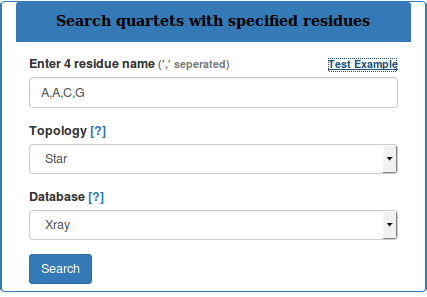 Search quartets with specified residues
Enter 4 residue name (',' seperated) Test Example
A,A,C,G
Topology [?]
Star
Database [?]
Xray
Search